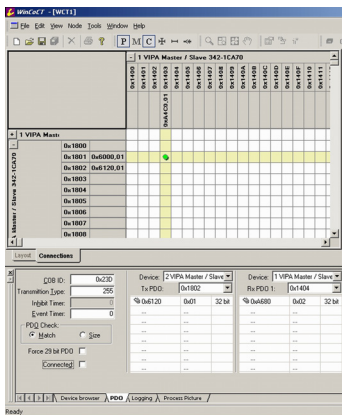 WinCoCT - [WCT1]
File Edit View Node Tools Window Help
P M C
- 1 VIPA Master / Slave 342-1CA70
0x1400 0x1401 0x1402 0x1403 0x1404 0x1405 0x1406 0x1407 0x1408 0x1409 0x140A 0x140B 0x140C 0x140D 0x140E 0x140F 0x1410 0x1411
0xA4C0,01
+ 1 VIPA Maste
0x1800
0x1801 0x6000,01
0x1802 0x6120,01
0x1803
0x1804
0x1805
0x1806
0x1807
0x1808
Master / Slave 342-1CA70
Layout Connections
COB ID: 0x23D
Transmittion Type: 255
Inhibit Timer: 0
Event Timer: 0
PDO Check:
Match Size
Force 29 bit PDO
Connected:
Device: 2 VIPA Master / Slave
Tx PDO: 0x1802
0x6120 0x01 32 bit
... ...
... ...
... ...
... ...
... ...
Device: 1 VIPA Master / Slave
Rx PDO 1: 0x1404
0xA680 0x02 32 bit
... ...
... ...
... ...
... ...
... ...
Device browser PDO Logging Process Picture
Ready